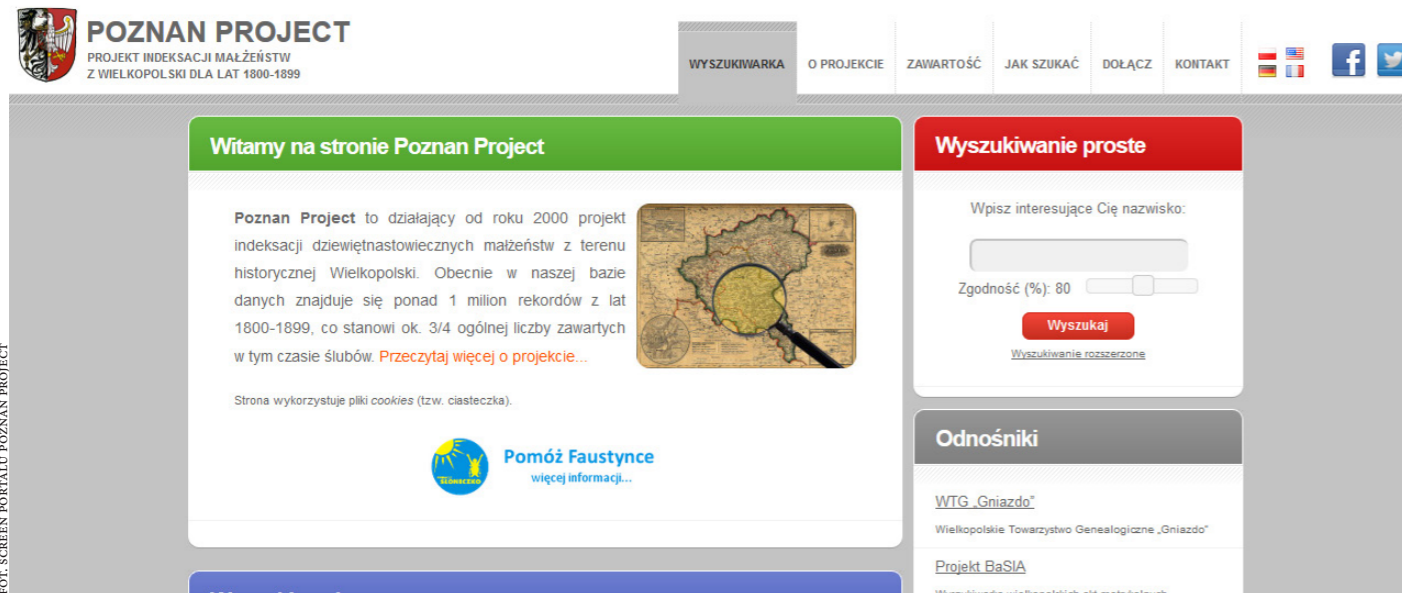 POZNAN PROJECT
PROJEKT INDEKSACJI MAŁŻEŃSTW
Z WIELKOPOLSKI DLA LAT 1800-1899
WYSZUKIWARKA
O PROJEKCIE
ZAWARTOŚĆ
JAK SZUKAĆ
DOŁĄCZ
KONTAKT
Witamy na stronie Poznan Project
Poznan Project to działający od roku 2000 projekt
indeksacji dziewiętnastowiecznych małżeństw z terenu
historycznej Wielkopolski. Obecnie w naszej bazie
danych znajduje się ponad 1 milion rekordów z lat
1800-1899, co stanowi ok. 3/4 ogólnej liczby zawartych
w tym czasie ślubów. Przeczytaj więcej o projekcie...
Strona wykorzystuje pliki cookies (tzw. ciasteczka).
SŁONECZKO
Pomóż Faustynce
więcej informacji...
Wyszukiwanie proste
Wpisz interesujące Cię nazwisko:
Zgodność (%): 80
Wyszukaj
Wyszukiwanie rozszerzone
Odnośniki
WTG „Gniazdo"
Wielkopolskie Towarzystwo Genealogiczne „Gniazdo"
Projekt BaSIA
FOT. SCREEN PORTALU POZNAN PROJECT